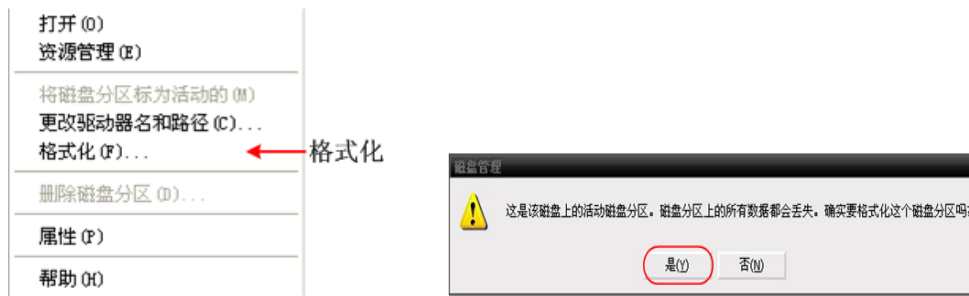 打开(O)
资源管理(E)
将磁盘分区标为活动的(M)
更改驱动器名和路径(C)...
格式化(F)...
格式化
删除磁盘分区(D)...
属性(P)
帮助(H)
磁盘管理
这是该磁盘上的活动磁盘分区。磁盘分区上的所有数据都会丢失。确实要格式化这个磁盘分区吗
是(Y)
否(N)